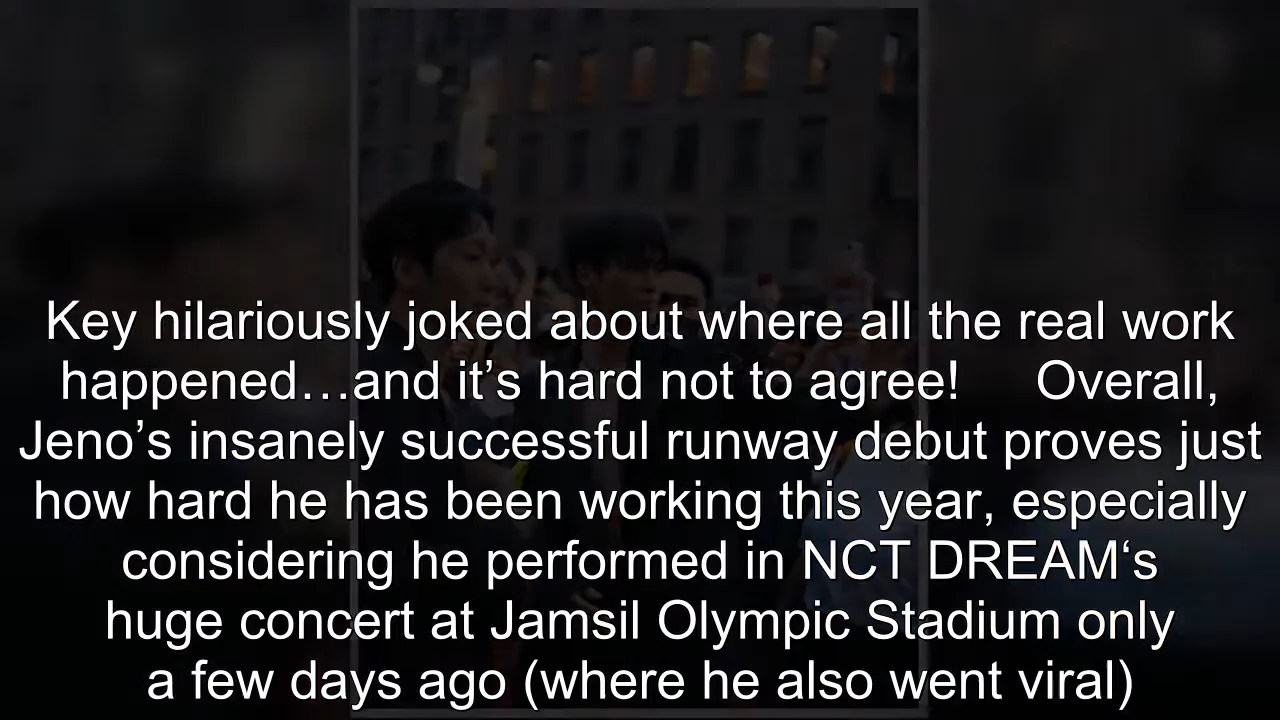 Key hilariously joked about where all the real work
happened…and it’s hard not to agree!     Overall,
Jeno’s insanely successful runway debut proves just
how hard he has been working this year, especially
considering he performed in NCT DREAM‘s
huge concert at Jamsil Olympic Stadium only
a few days ago (where he also went viral)